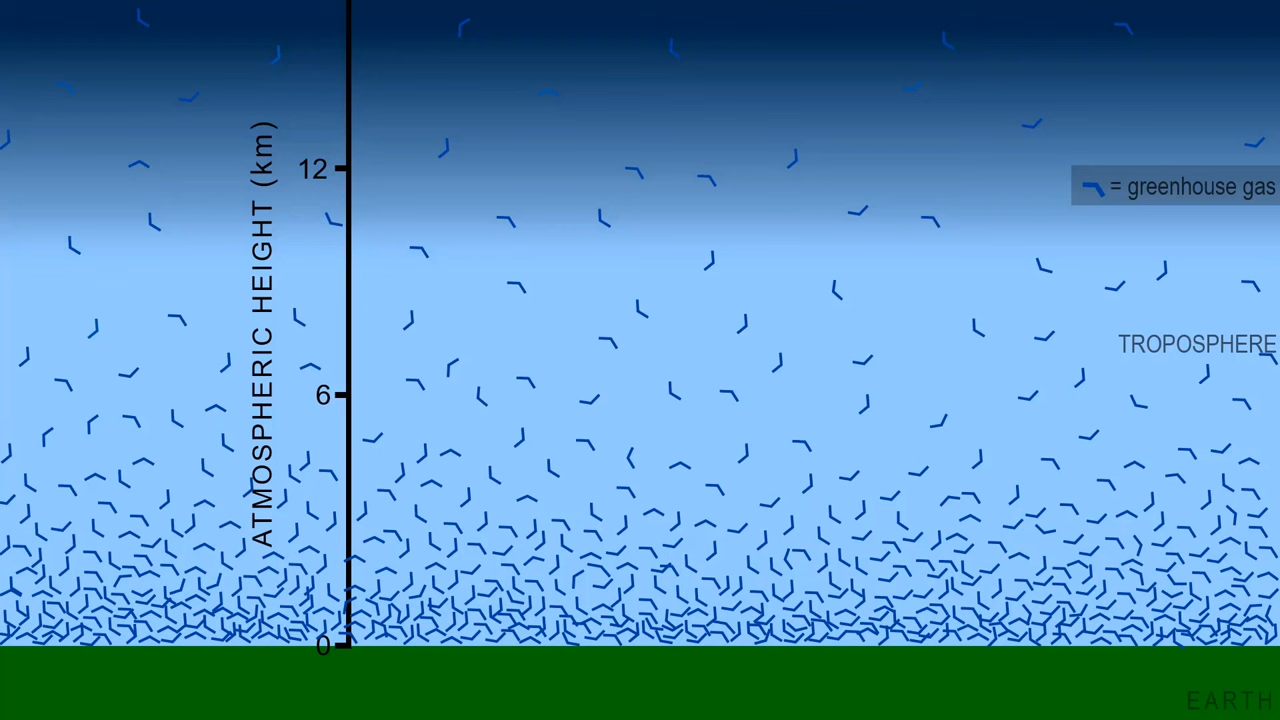 ATMOSPHERIC HEIGHT (km)
12
= greenhouse gas
TROPOSPHERE
6
0
EARTH